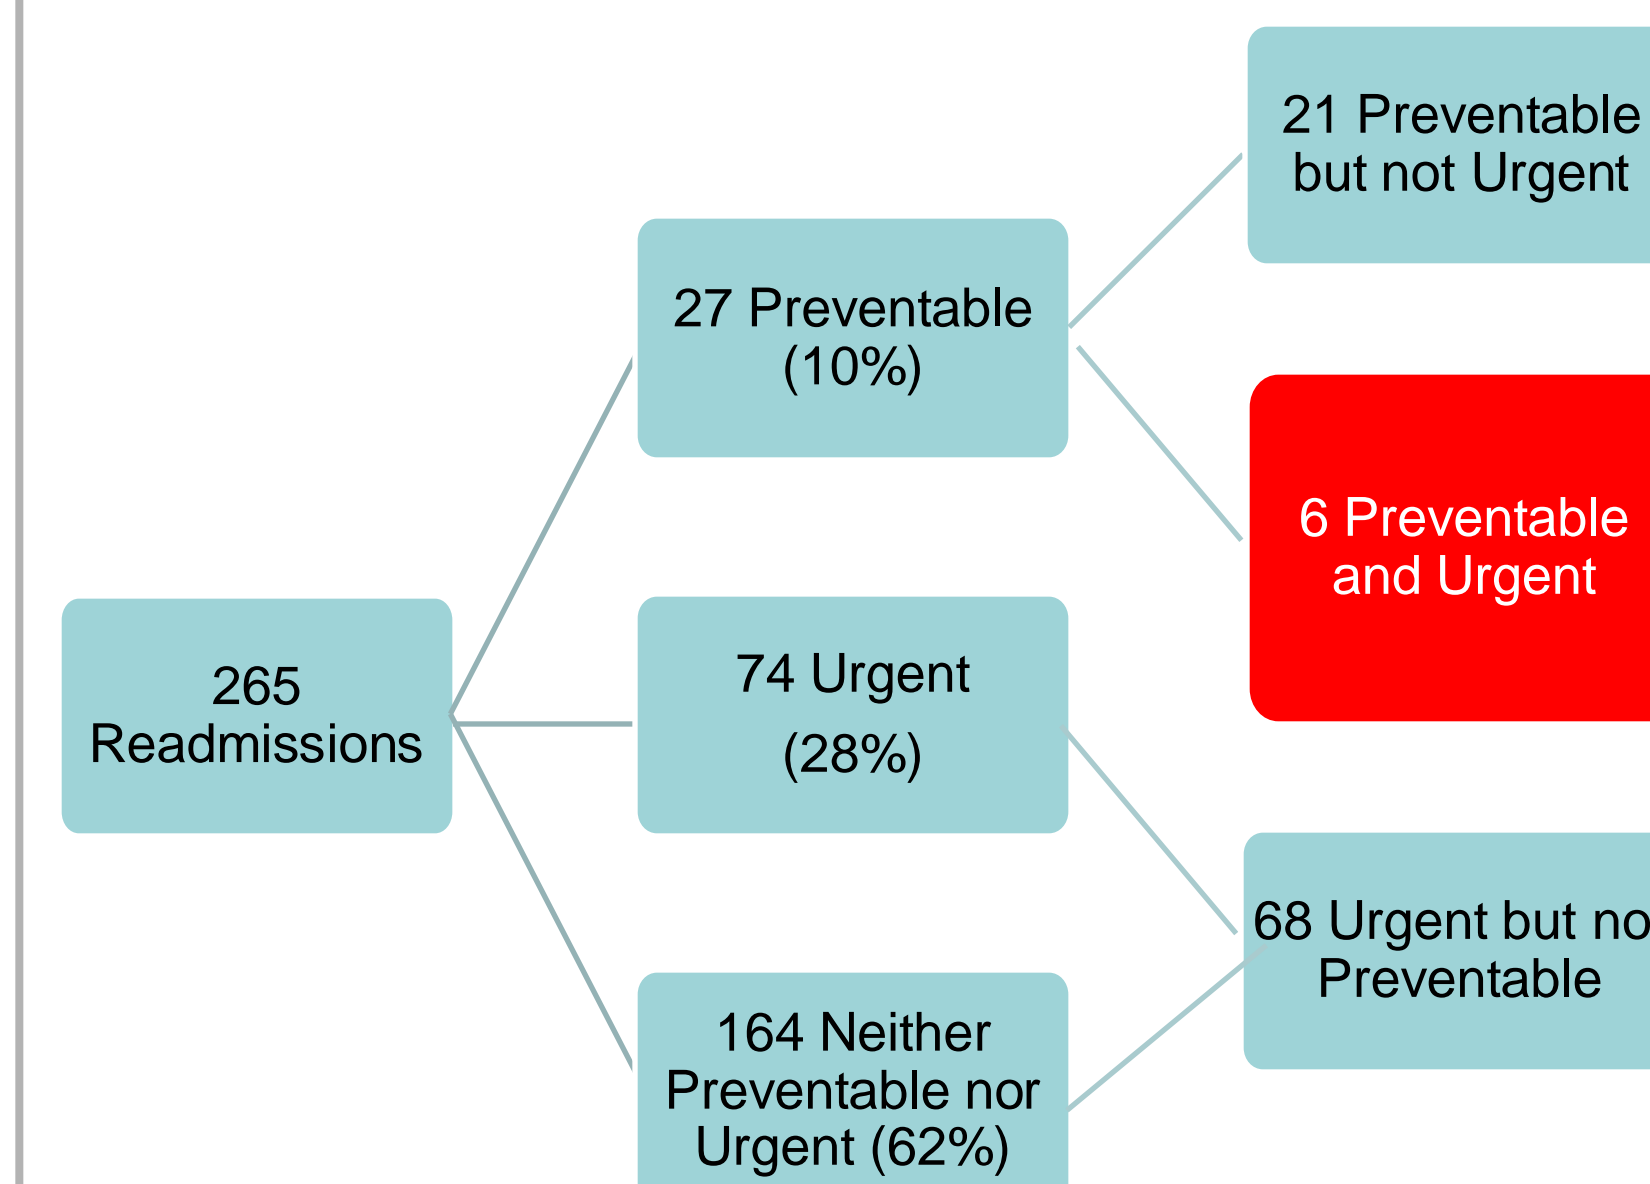 265
Readmissions
27 Preventable
(10%)
74 Urgent
(28%)
164 Neither
Preventable nor
Urgent (62%)
21 Preventable
but not Urgent
6 Preventable
and Urgent
68 Urgent but no
Preventable